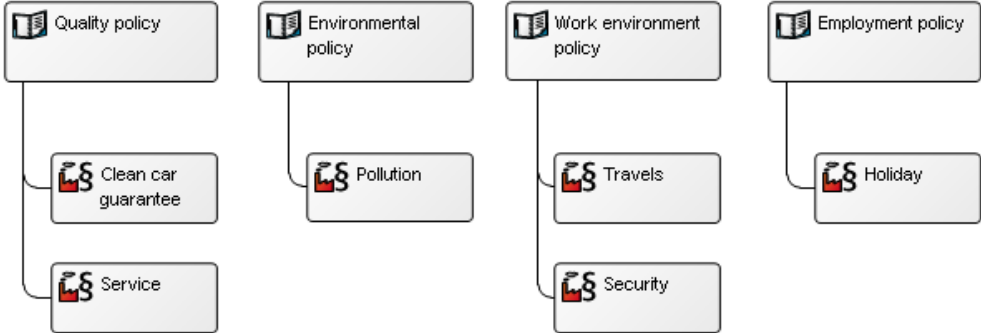 Quality policy
Environmental
policy
Work environment
policy
Employment policy
§ Clean car
guarantee
§ Pollution
§ Travels
§ Holiday
§ Service
§ Security